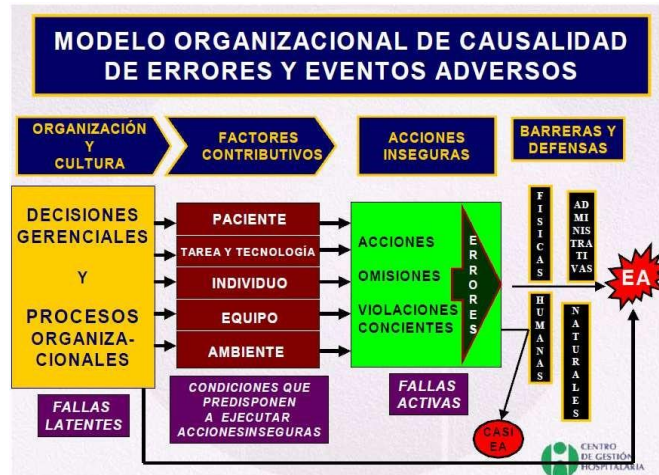 MODELO ORGANIZACIONAL DE CAUSALIDAD
DE ERRORES Y EVENTOS ADVERSOS
ORGANIZACIÓN
Y
CULTURA
FACTORES
CONTRIBUTIVOS
ACCIONES
INSEGURAS
BARRERAS Y
DEFENSAS
DECISIONES
GERENCIALES
Y
PROCESOS
ORGANIZA-
CIONALES
PACIENTE
TAREA Y TECNOLOGÍA
INDIVIDUO
EQUIPO
AMBIENTE
ACCIONES
OMISIONES
VIOLACIONES
CONCIENTES
ERRORES
FISICAS
ADMINISTRATIVAS
HUMANAS
NATURALES
EA
FALLAS
LATENTES
CONDICIONES QUE
PREDISPONEN
A EJECUTAR
ACCIONESINSEGURAS
FALLAS
ACTIVAS
CASI
EA
CENTRO
DE GESTIÓN
HOSPITALARIA